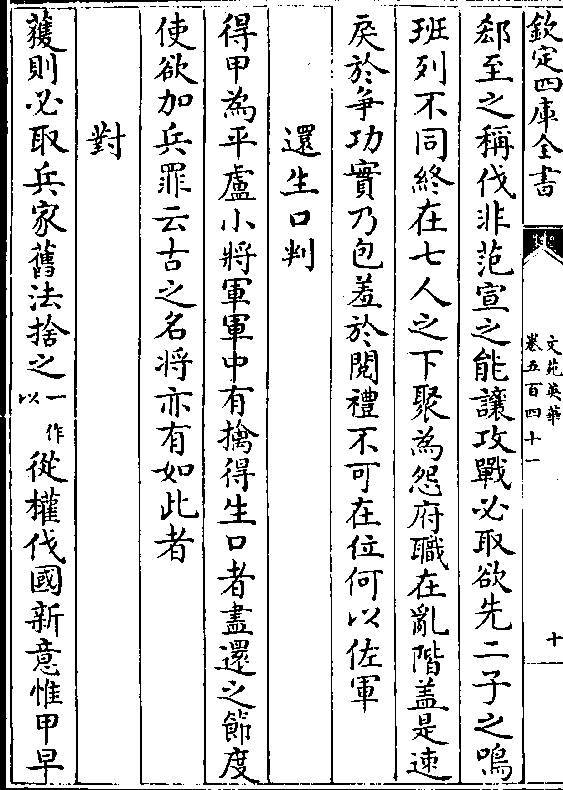 欽定四庫全書
文苑英華
卷五百四十一
十
郄至之稱伐非范宣之能讓攻戰必取欲先二子之鳴
班列不同終在七人之下聚為怨府職在亂階盖是速
戾於爭功實乃包羞於閱禮不可在位何以佐軍
還生口判
得甲為平盧小將軍軍中有擒得生口者盡還之節度
使欲加兵罪云古之名將亦有如此者
對
獲則必取兵家舊法捨之一作以從權伐國新意惟甲早